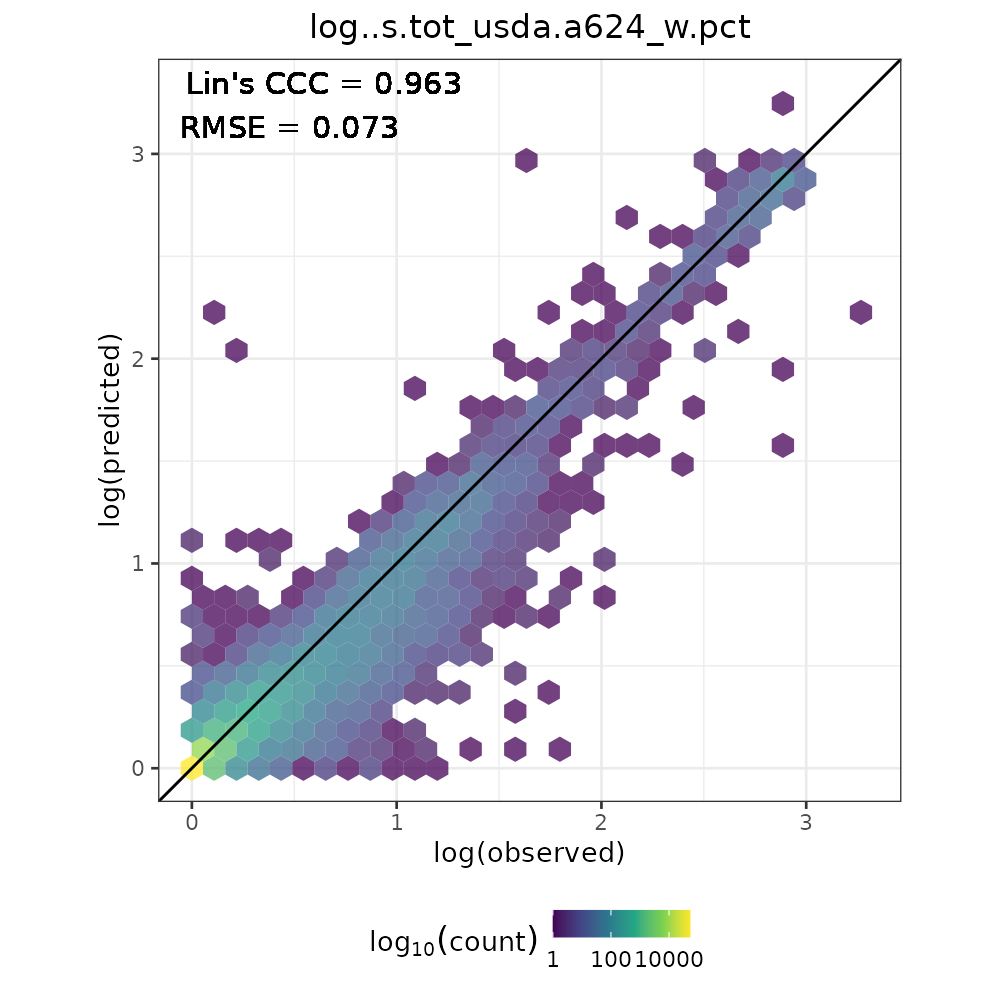 log..s.tot_usda.a624_w.pct
Lin's CCC = 0.963
RMSE = 0.073
3
2
1
0
log(predicted)
0 1 2 3
log(observed)
log10(count)
1 100 10000